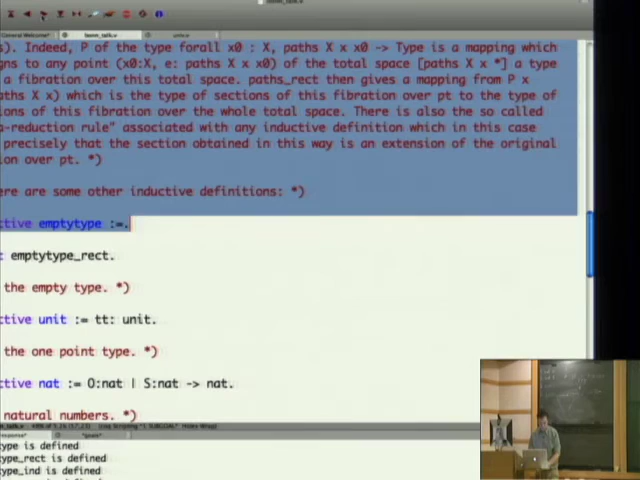 General Welcome*
s). Indeed, P of the type forall x0 : X, paths X x x0 -> Type is a mapping which
gns to any point (x0:X, e: paths X x x0) of the total space [paths X x *] a type
a fibration over this total space. paths_rect then gives a mapping from P x
aths X x) which is the type of sections of this fibration over pt to the type of
ions of this fibration over the whole total space. There is also the so called
a-reduction rule" associated with any inductive definition which in this case
precisely that the section obtained in this way is an extension of the original
ion over pt. *)
ere are some other inductive definitions: *)
ctive emptytype :=.
: emptytype_rect.
the empty type. *)
ctive unit := tt: unit.
the one point type. *)
ctive nat := O:nat | S:nat -> nat.
natural numbers. *)
*goals*
type is defined
type_rect is defined
type_ind is defined